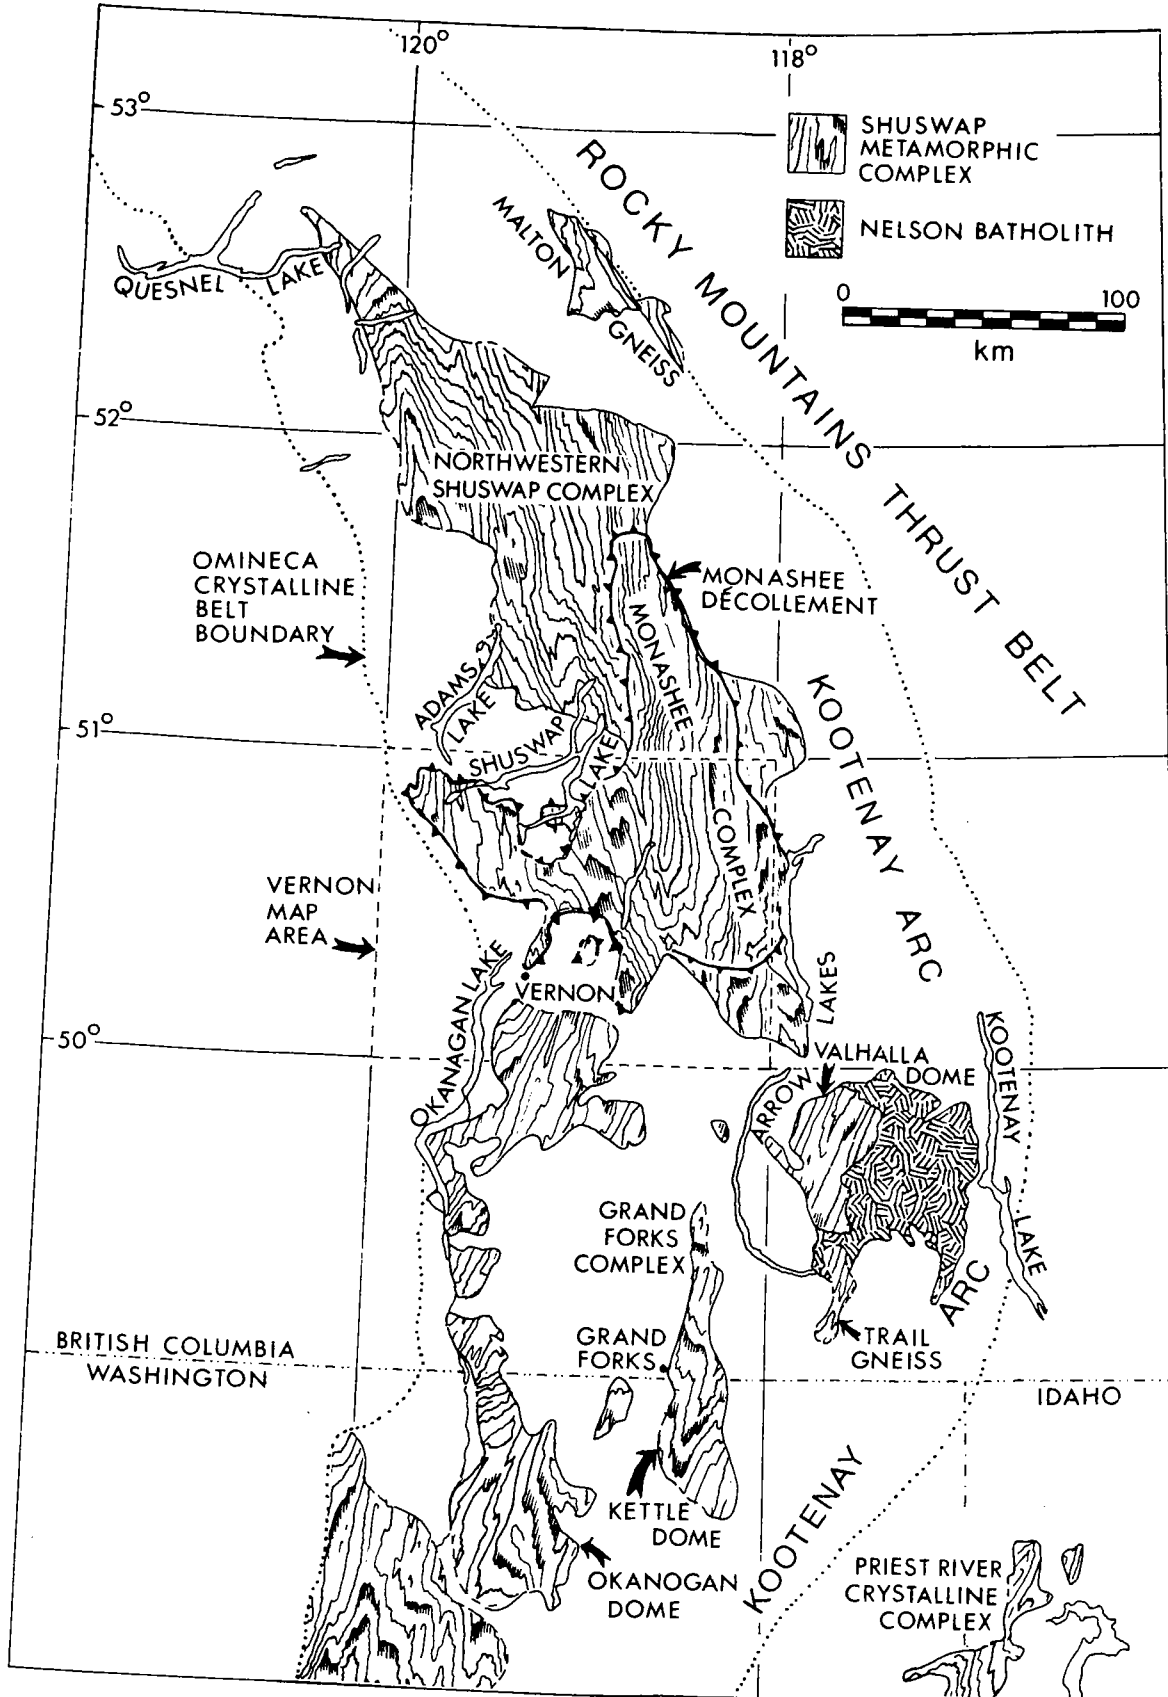 120°
118°
53°
SHUSWAP
METAMORPHIC
COMPLEX
NELSON BATHOLITH
0
100
km
ROCKY MOUNTAINS THRUST BELT
MALTON
GNEISS
QUESNEL
LAKE
52°
NORTHWESTERN
SHUSWAP COMPLEX
OMINECA
CRYSTALLINE
BELT
BOUNDARY
MONASHEE
DÉCOLLEMENT
MONASHEE
COMPLEX
KOOTENAY ARC
ADAMS
LAKE
51°
SHUSWAP
LAKE
VERNON
MAP
AREA
OKANAGAN LAKE
VERNON
50°
ARROW
LAKES
VALHALLA
DOME
KOOTENAY
LAKE
GRAND
FORKS
COMPLEX
GRAND
FORKS
TRAIL
GNEISS
KOOTENAY
ARC
BRITISH COLUMBIA
WASHINGTON
IDAHO
KETTLE
DOME
OKANOGAN
DOME
PRIEST RIVER
CRYSTALLINE
COMPLEX